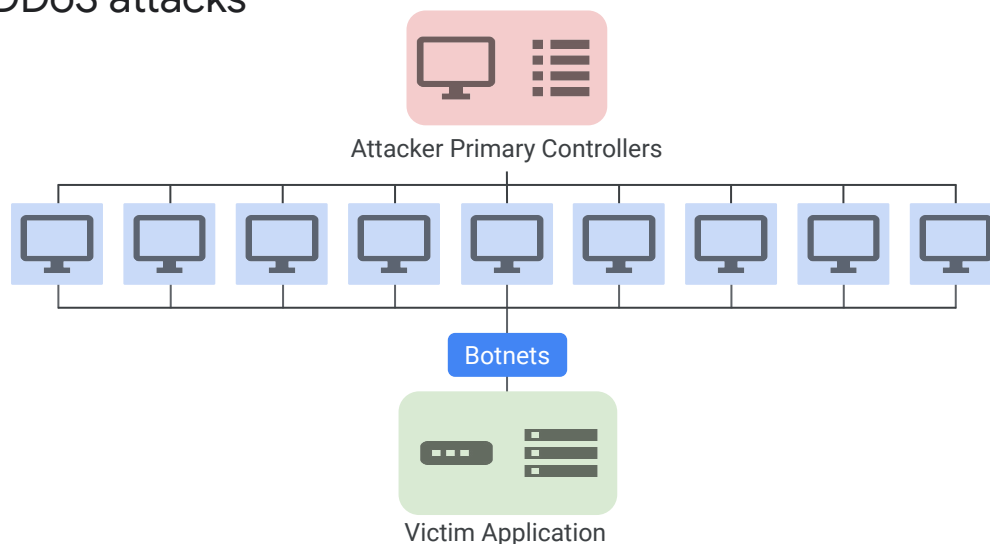 DDoS attacks
Attacker Primary Controllers
Botnets
Victim Application